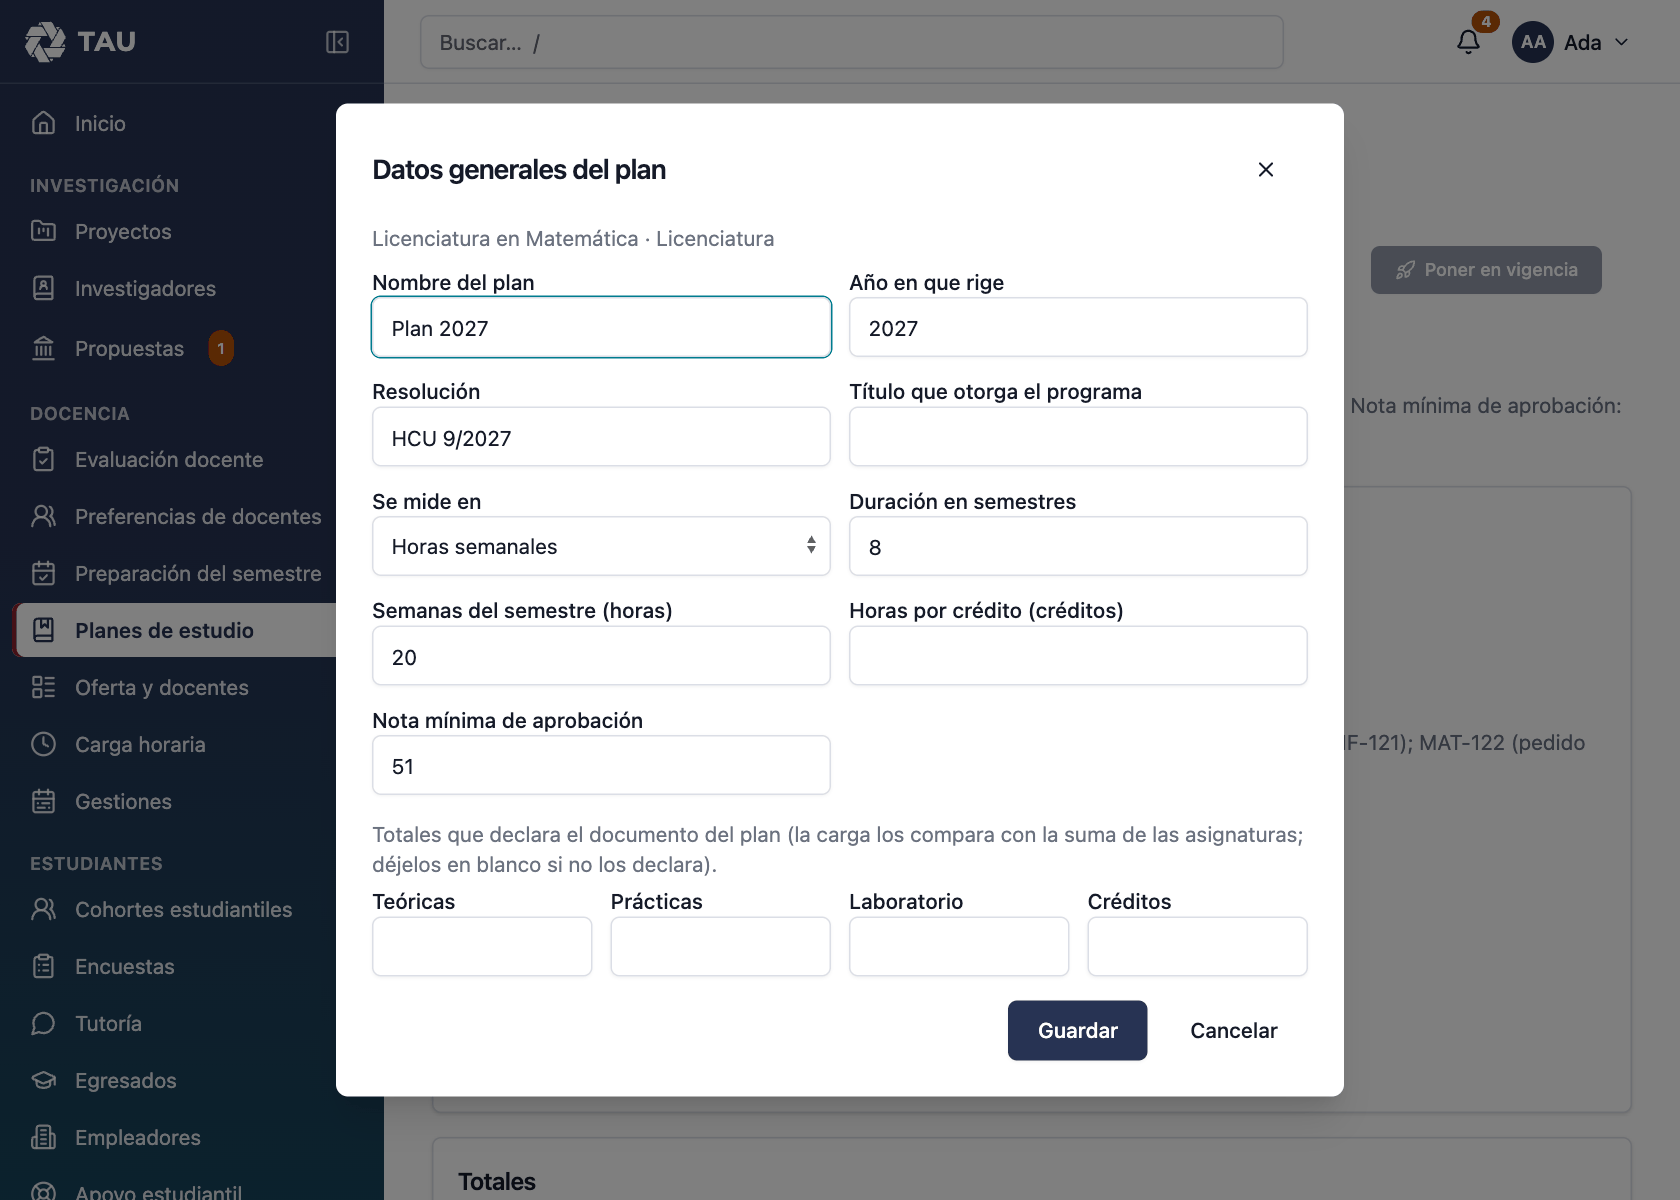 TAU
Buscar... /
4
AA
Ada
Inicio
INVESTIGACIÓN
Proyectos
Investigadores
Propuestas
1
DOCENCIA
Evaluación docente
Preferencias de docentes
Preparación del semestre
Planes de estudio
Oferta y docentes
Carga horaria
Gestiones
ESTUDIANTES
Cohortes estudiantiles
Encuestas
Tutoría
Egresados
Empleadores
Apoyo estudiantil
Poner en vigencia
Nota mínima de aprobación:
MAT-122 (pedido
Totales
Datos generales del plan
Licenciatura en Matemática · Licenciatura
Nombre del plan
Plan 2027
Año en que rige
2027
Resolución
HCU 9/2027
Título que otorga el programa
Se mide en
Horas semanales
Duración en semestres
8
Semanas del semestre (horas)
20
Horas por crédito (créditos)
Nota mínima de aprobación
51
Totales que declara el documento del plan (la carga los compara con la suma de las asignaturas;
déjelos en blanco si no los declara).
Teóricas
Prácticas
Laboratorio
Créditos
Guardar
Cancelar